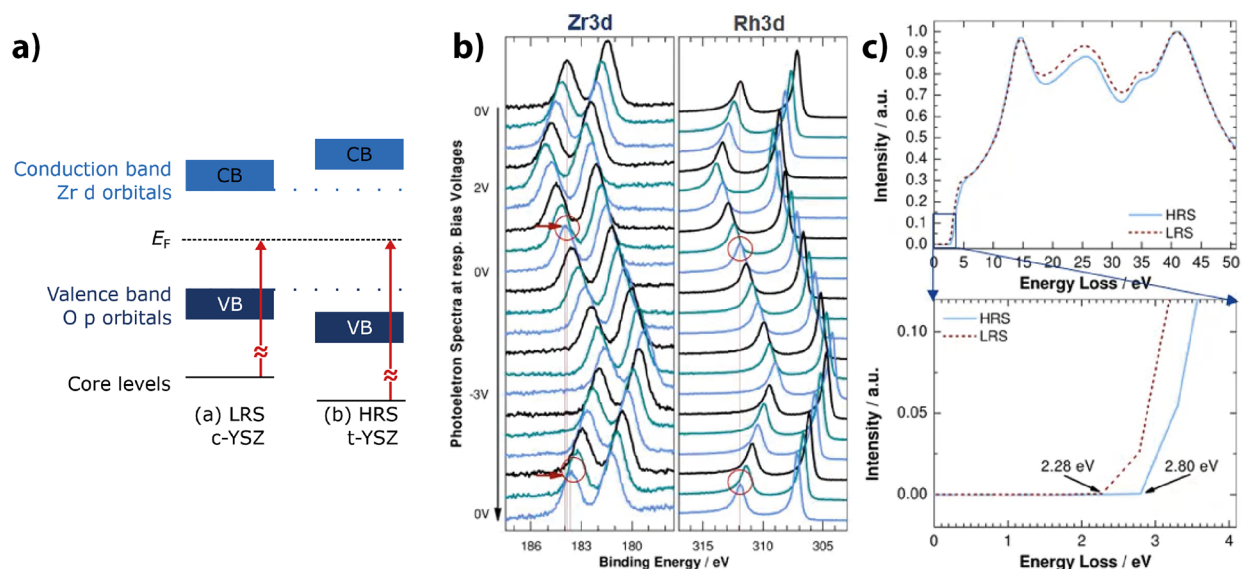 a)
CB
CB
Conduction band
Zr d orbitals
E_F
Valence band
O p orbitals
VB
VB
≈
≈
Core levels
(a) LRS
c-YSZ
(b) HRS
t-YSZ
b)
Zr3d
Rh3d
Photoeletron Spectra at resp. Bias Voltages
0V
2V
0V
-3V
0V
186 183 180
315 310 305
Binding Energy / eV
c)
Intensity / a.u.
1.0
0.9
0.8
0.7
0.6
0.5
0.4
0.3
0.2
0.1
0.0
HRS
LRS
0 5 10 15 20 25 30 35 40 45 50
Energy Loss / eV
Intensity / a.u.
0.10
0.05
0.00
HRS
LRS
2.28 eV
2.80 eV
0 1 2 3 4
Energy Loss / eV